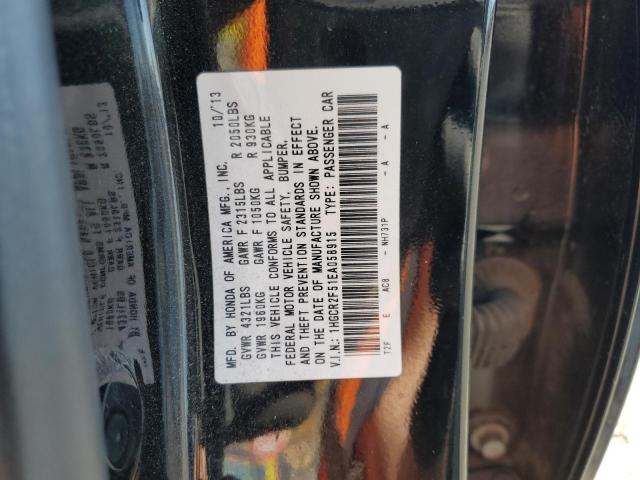 MFD. BY HONDA OF AMERICA MFG., INC. 10/13
GVWR 4321LBS GAWR F 2315LBS R 2050LBS
GVWR 1960KG GAWR F 1050KG R 930KG
THIS VEHICLE CONFORMS TO ALL APPLICABLE
FEDERAL MOTOR VEHICLE SAFETY, BUMPER,
AND THEFT PREVENTION STANDARDS IN EFFECT
ON THE DATE OF MANUFACTURE SHOWN ABOVE.
V.I.N.: 1HGCR2F51EA058915 TYPE: PASSENGER CAR
T2F E AC8 - NH731P - A - A